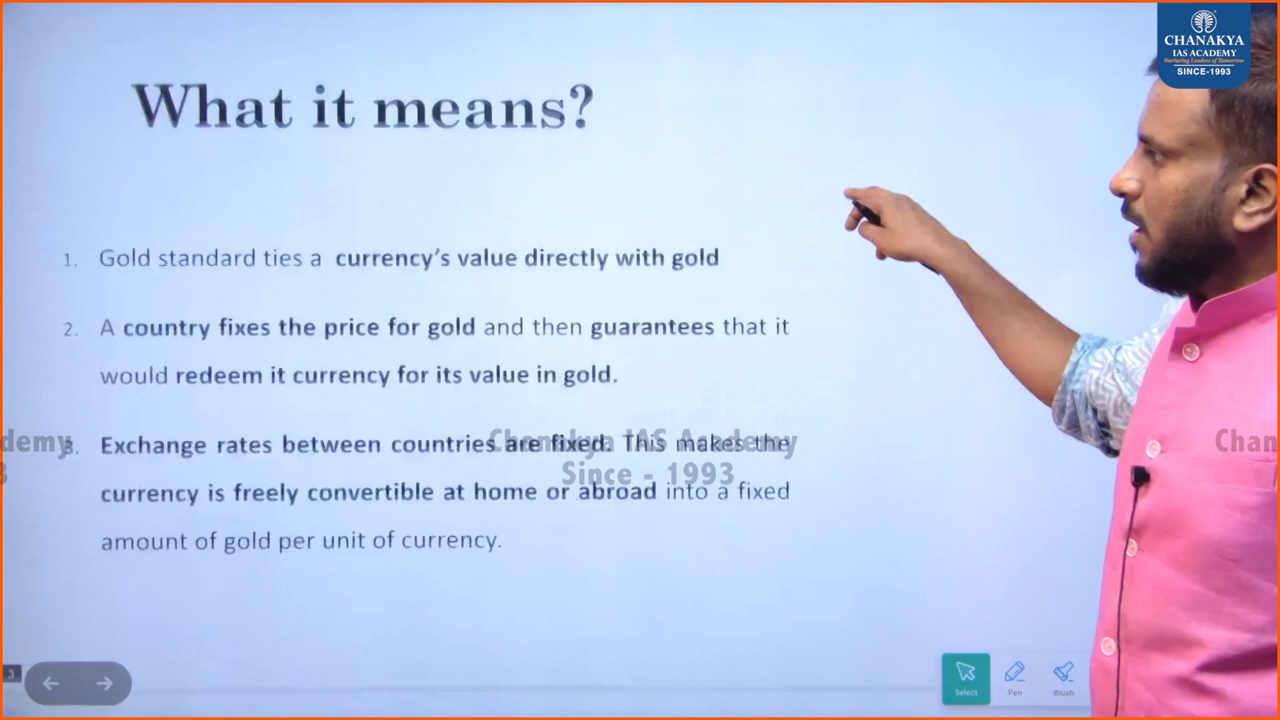 CHANAKYA
IAS ACADEMY
Nurturing Leaders of Tomorrow
SINCE-1993
What it means?
1. Gold standard ties a currency's value directly with gold
2. A country fixes the price for gold and then guarantees that it
would redeem it currency for its value in gold.
3. Exchange rates between countries are fixed. This makes the
currency is freely convertible at home or abroad into a fixed
amount of gold per unit of currency.
demy
Chanakya IAS Academy
Chan
3
Since - 1993
3
Select
Pen
Brush